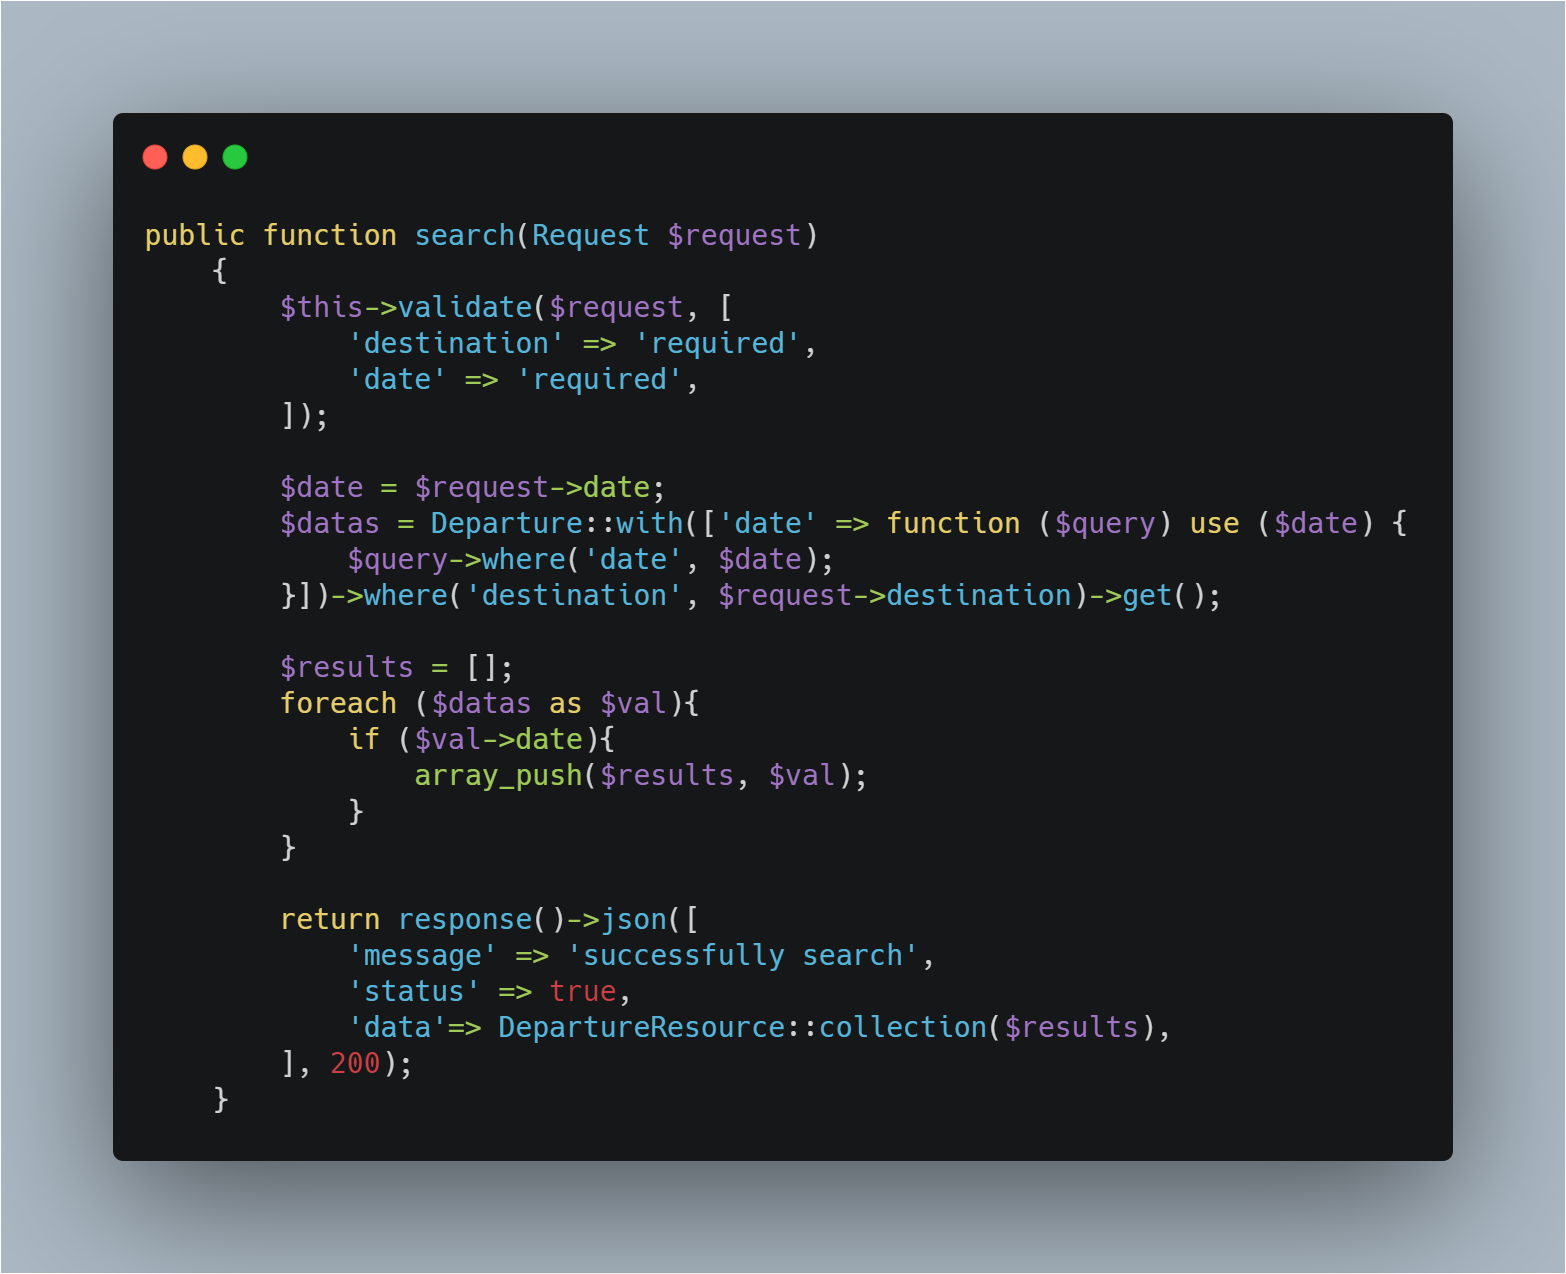 public function search(Request $request)
    {
        $this->validate($request, [
            'destination' => 'required',
            'date' => 'required',
        ]);

        $date = $request->date;
        $datas = Departure::with(['date' => function ($query) use ($date) {
            $query->where('date', $date);
        }])->where('destination', $request->destination)->get();

        $results = [];
        foreach ($datas as $val){
            if ($val->date){
                array_push($results, $val);
            }
        }

        return response()->json([
            'message' => 'successfully search',
            'status' => true,
            'data'=> DepartureResource::collection($results),
        ], 200);
    }